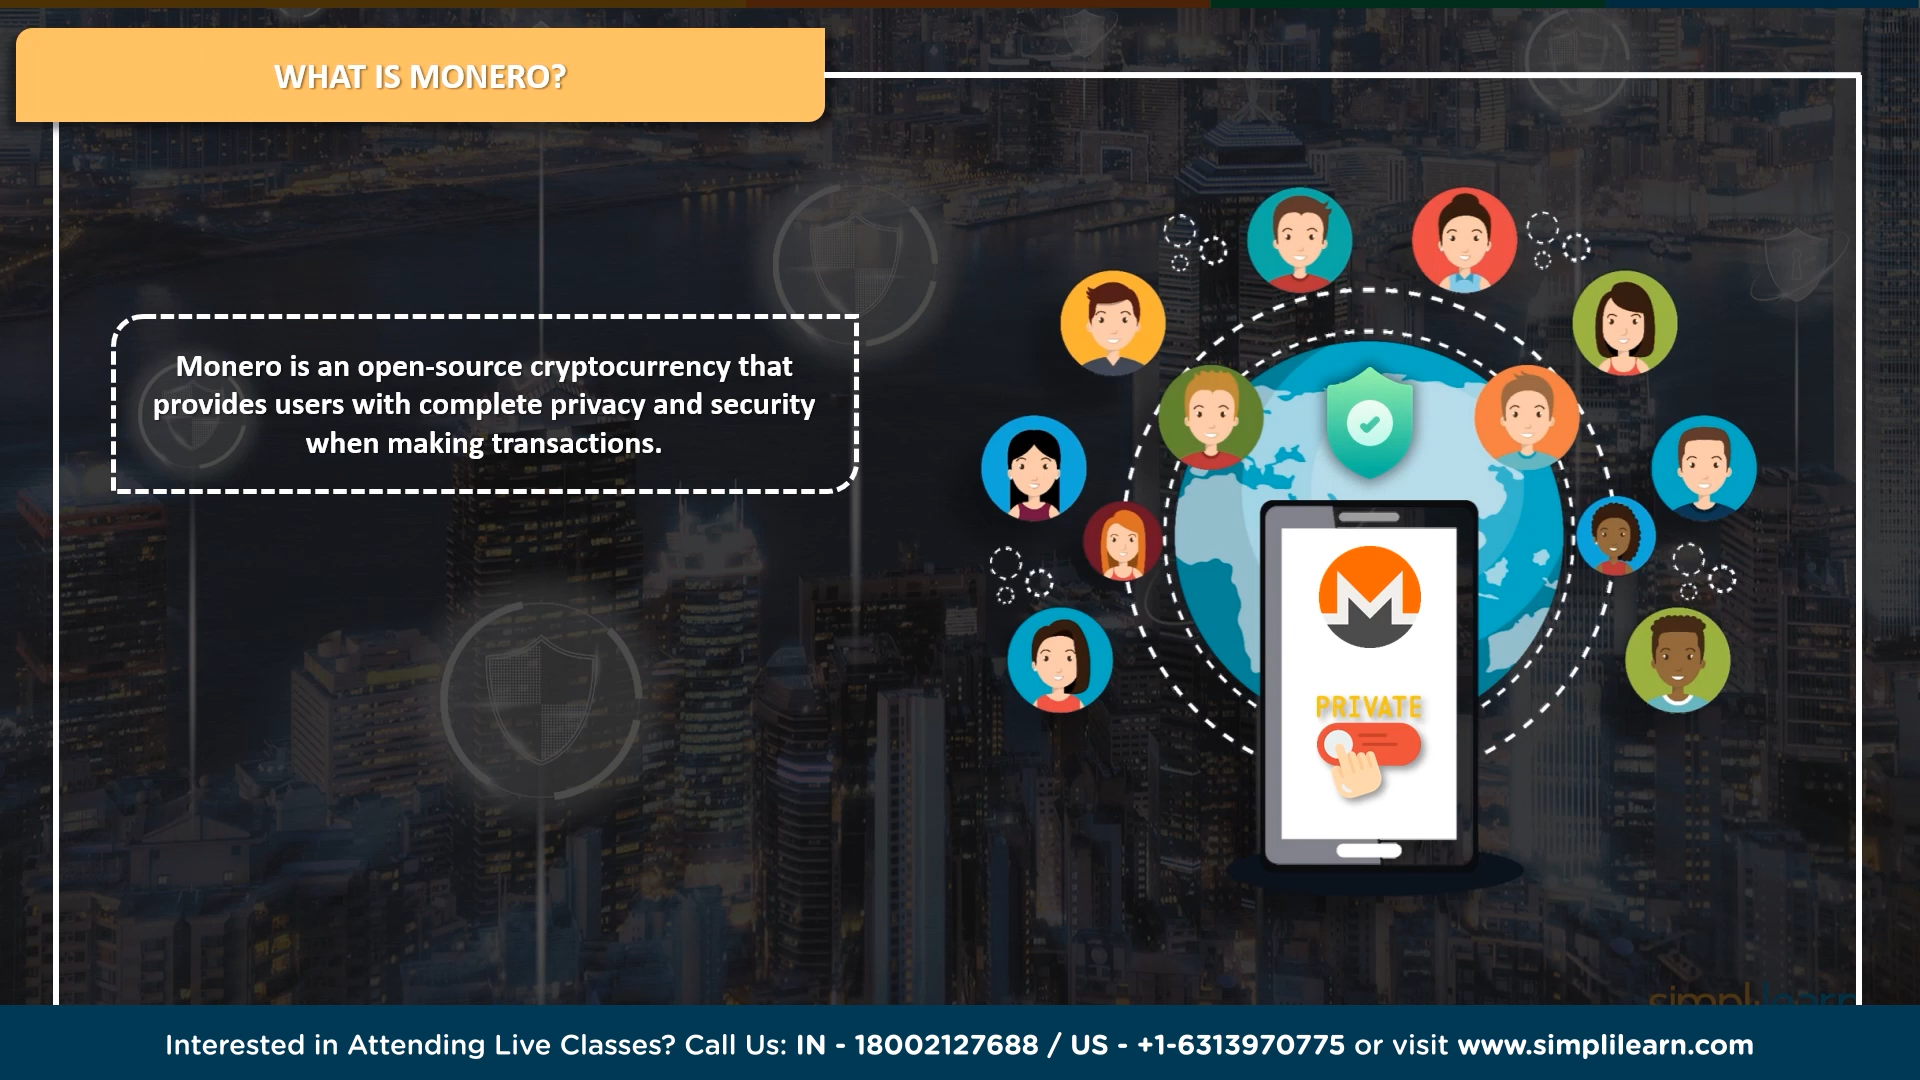 WHAT IS MONERO?
Monero is an open-source cryptocurrency that
provides users with complete privacy and security
when making transactions.
PRIVATE
simplilearn
Interested in Attending Live Classes? Call Us: IN - 18002127688 / US - +1-6313970775 or visit www.simplilearn.com